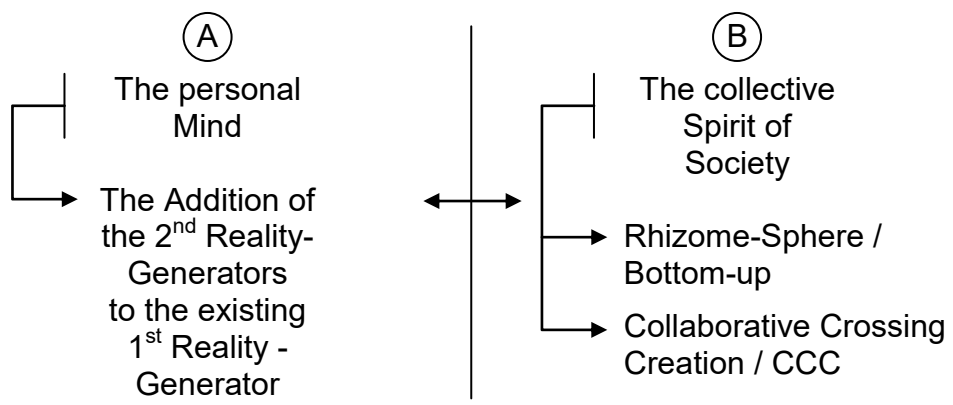 A
The personal
Mind
The Addition of
the 2nd Reality-
Generators
to the existing
1st Reality -
Generator
B
The collective
Spirit of
Society
Rhizome-Sphere /
Bottom-up
Collaborative Crossing
Creation / CCC